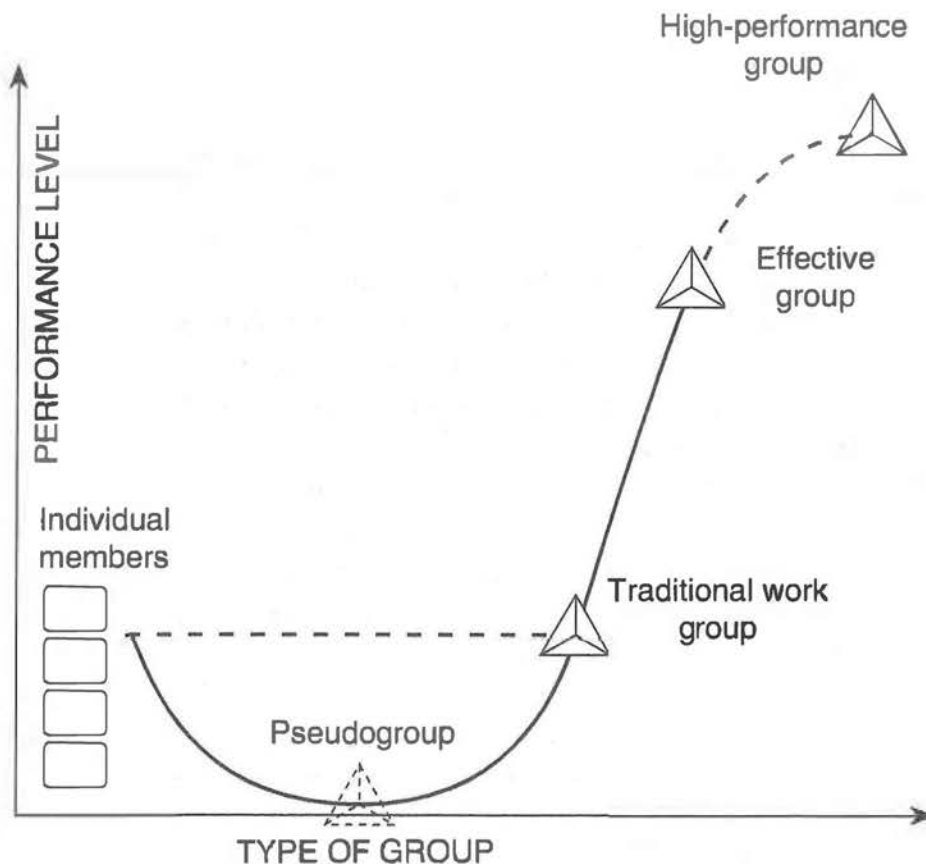 High-performance
group
PERFORMANCE LEVEL
Effective
group
Individual
members
Traditional work
group
Pseudogroup
TYPE OF GROUP